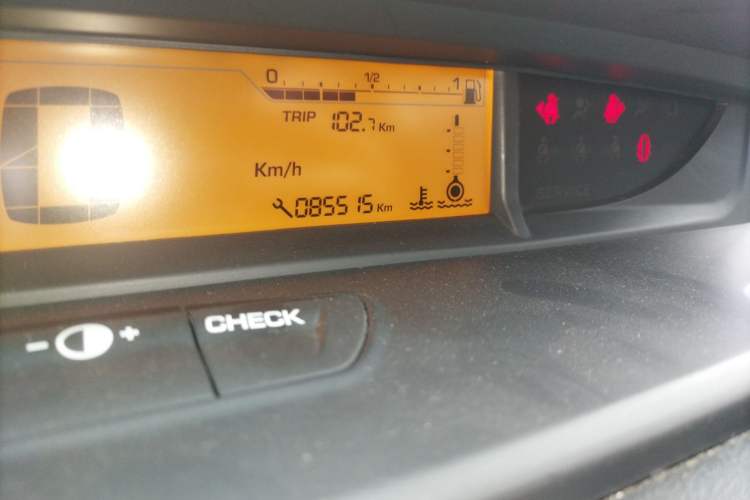 0 1/2 1
TRIP 102.7 Km
Km/h
085515 Km
- +
CHECK